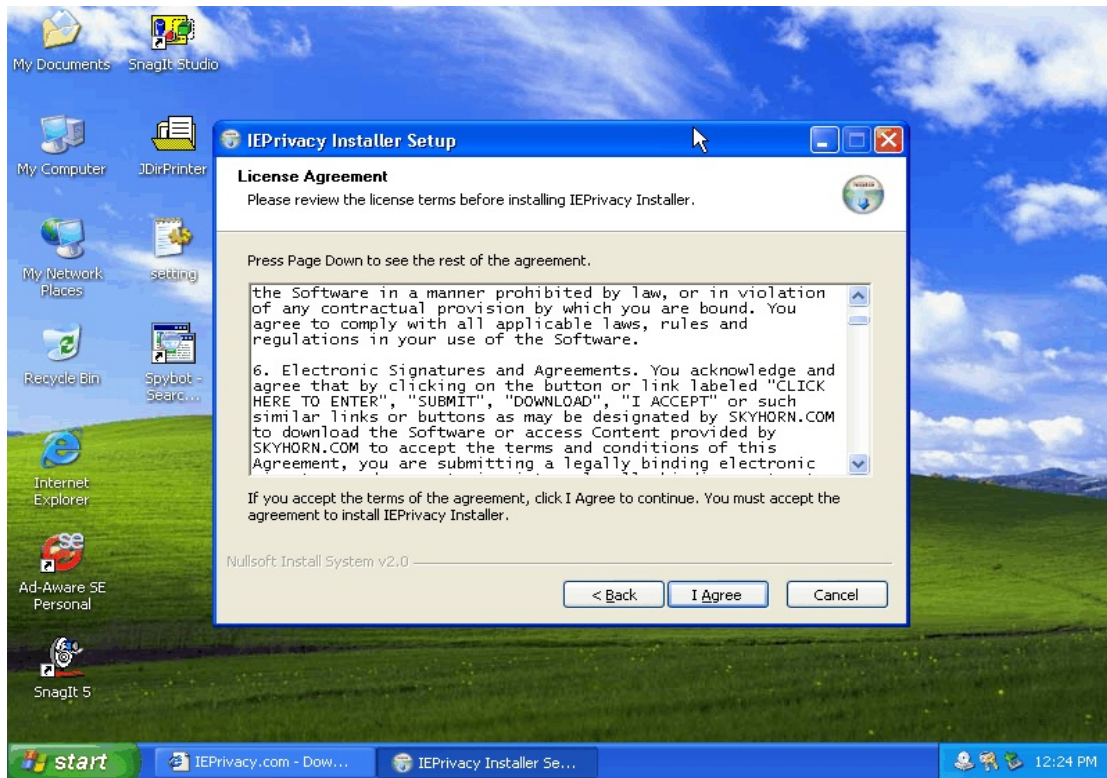 My Documents
SnagIt Studio
My Computer
JDirPrinter
My Network
Places
setting
Recycle Bin
Spybot -
Searc...
Internet
Explorer
Ad-Aware SE
Personal
SnagIt 5
IEPrivacy Installer Setup
License Agreement
Please review the license terms before installing IEPrivacy Installer.
Press Page Down to see the rest of the agreement.
the Software in a manner prohibited by law, or in violation
of any contractual provision by which you are bound. You
agree to comply with all applicable laws, rules and
regulations in your use of the Software.
6. Electronic Signatures and Agreements. You acknowledge and
agree that by clicking on the button or link labeled "CLICK
HERE TO ENTER", "SUBMIT", "DOWNLOAD", "I ACCEPT" or such
similar links or buttons as may be designated by SKYHORN.COM
to download the Software or access Content provided by
SKYHORN.COM to accept the terms and conditions of this
Agreement, you are submitting a legally binding electronic
If you accept the terms of the agreement, click I Agree to continue. You must accept the
agreement to install IEPrivacy Installer.
Nullsoft Install System v2.0
< Back
I Agree
Cancel
start
IEPrivacy.com - Dow...
IEPrivacy Installer Se...
12:24 PM